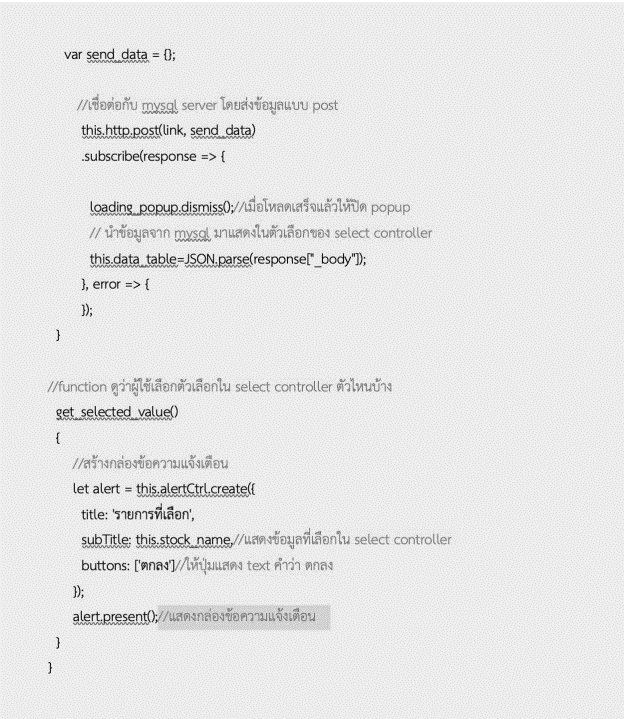 var send_data = {};
//เชื่อต่อกับ mysql server โดยส่งข้อมูลแบบ post
this.http.post(link, send_data)
.subscribe(response => {
loading_popup.dismiss();//เมื่อโหลดเสร็จแล้วให้ปิด popup
// นำข้อมูลจาก mysql มาแสดงในตัวเลือกของ select controller
this.data_table=JSON.parse(response["_body"]);
}, error => {
});
}
//function ดูว่าผู้ใช้เลือกตัวเลือกใน select controller ตัวไหนบ้าง
get_selected_value()
{
//สร้างกล่องข้อความแจ้งเตือน
let alert = this.alertCtrl.create({
title: 'รายการที่เลือก',
subTitle: this.stock_name,//แสดงข้อมูลที่เลือกใน select controller
buttons: ['ตกลง']//ให้ปุ่มแสดง text คำว่า ตกลง
});
alert.present();//แสดงกล่องข้อความแจ้งเตือน
}
}